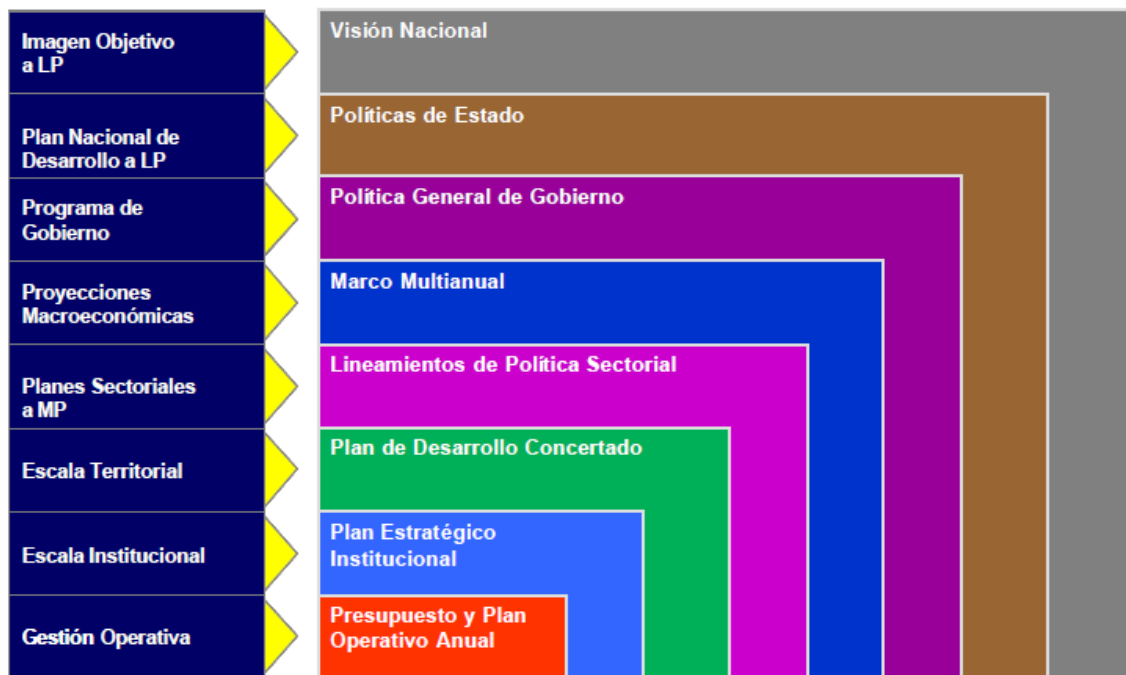 Imagen Objetivo
a LP
Visión Nacional
Plan Nacional de
Desarrollo a LP
Políticas de Estado
Programa de
Gobierno
Política General de Gobierno
Proyecciones
Macroeconómicas
Marco Multianual
Planes Sectoriales
a MP
Lineamientos de Política Sectorial
Escala Territorial
Plan de Desarrollo Concertado
Escala Institucional
Plan Estratégico
Institucional
Gestión Operativa
Presupuesto y Plan
Operativo Anual